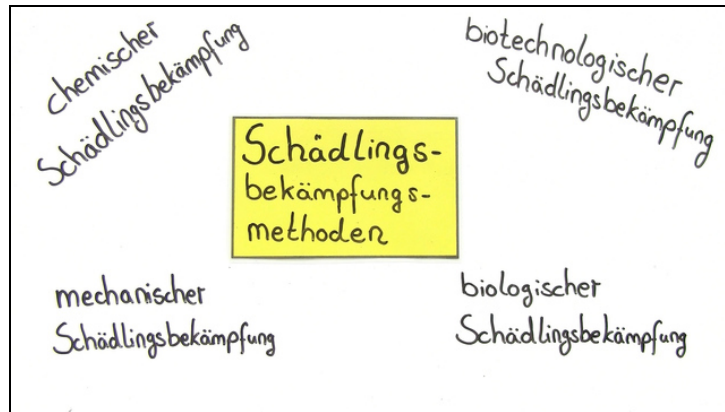 chemischer
Schädlingsbekämpfung
biotechnologischer
Schädlingsbekämpfung
Schädlings-
bekämpfungs-
methoden
mechanischer
Schädlingsbekämpfung
biologischer
Schädlingsbekämpfung